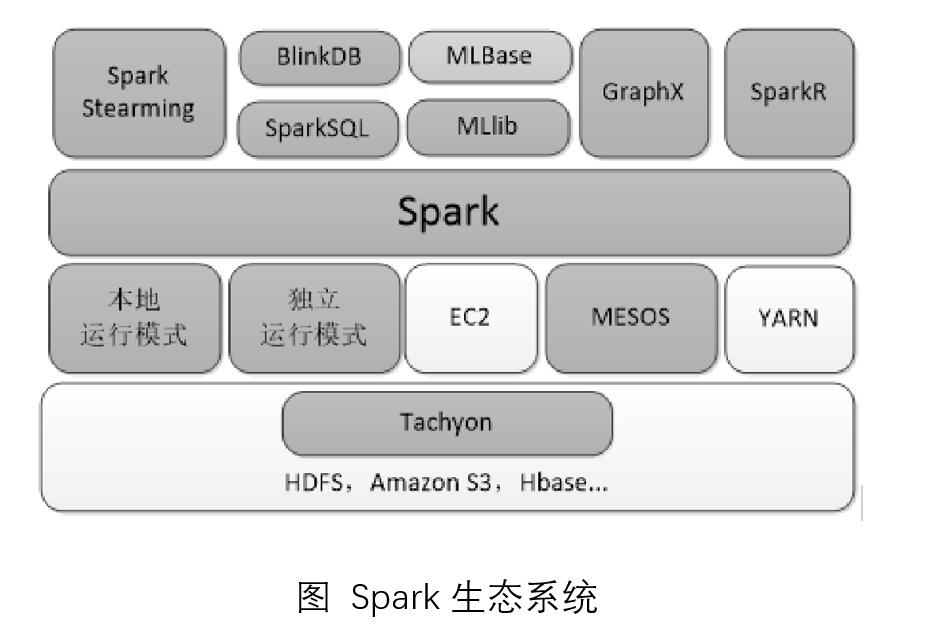 Spark
Stearming
BlinkDB
SparkSQL
MLBase
MLlib
GraphX
SparkR
Spark
本地
运行模式
独立
运行模式
EC2
MESOS
YARN
Tachyon
HDFS，Amazon S3，Hbase...
图 Spark 生态系统